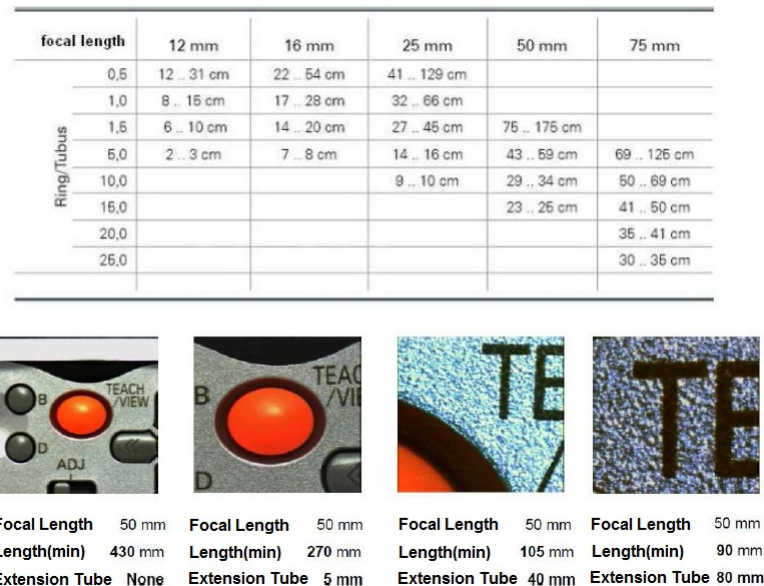 focal length 12 mm 16 mm 25 mm 50 mm 75 mm
Ring/Tubus
0,5 12 .. 31 cm 22 .. 54 cm 41 .. 129 cm
1,0 8 .. 15 cm 17 .. 28 cm 32 .. 66 cm
1,5 6 .. 10 cm 14 .. 20 cm 27 .. 45 cm 75 .. 175 cm
5,0 2 .. 3 cm 7 .. 8 cm 14 .. 16 cm 43 .. 59 cm 69 .. 125 cm
10,0 9 .. 10 cm 29 .. 34 cm 50 .. 69 cm
15,0 23 .. 25 cm 41 .. 50 cm
20,0 35 .. 41 cm
25,0 30 .. 35 cm
B
TEACH
/VIEW
D
ADJ
B
TEAC
/VIE
D
TE
/
TE
Focal Length 50 mm Focal Length 50 mm Focal Length 50 mm Focal Length 50 mm
Length(min) 430 mm Length(min) 270 mm Length(min) 105 mm Length(min) 90 mm
Extension Tube None Extension Tube 5 mm Extension Tube 40 mm Extension Tube 80 mm